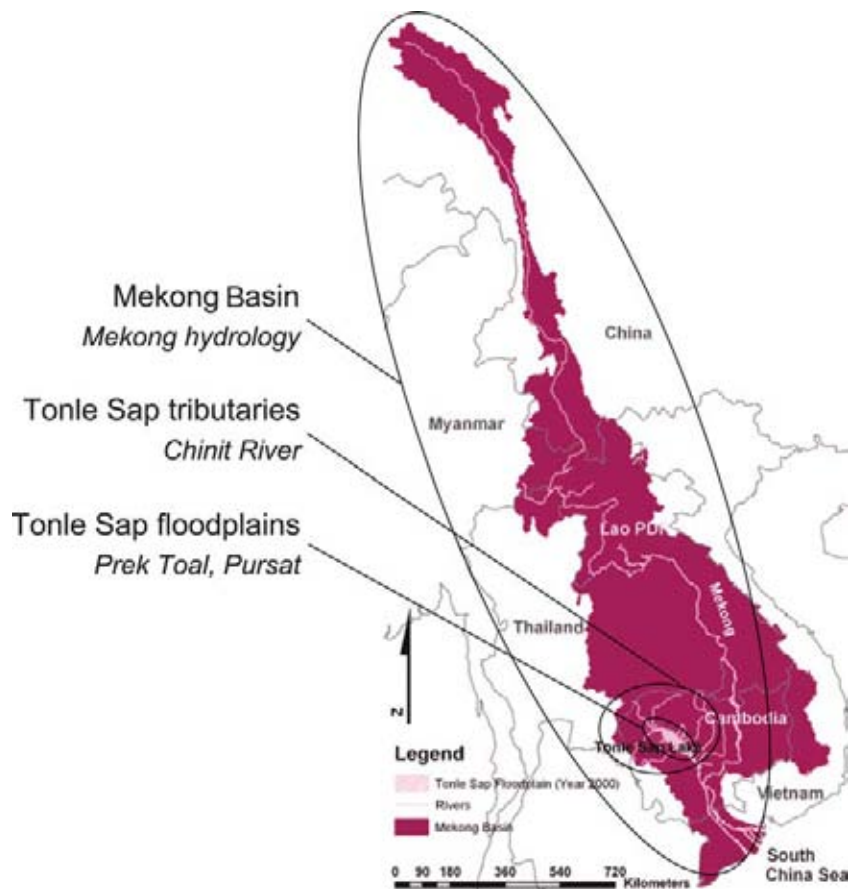 Mekong Basin
Mekong hydrology
Tonle Sap tributaries
Chinit River
Tonle Sap floodplains
Prek Toal, Pursat
China
Myanmar
Lao PDR
Mekong
Thailand
Cambodia
Tonle Sap Lake
Vietnam
South
China Sea
N
Legend
Tonle Sap Floodplain (Year 2000)
Rivers
Mekong Basin
0 90 180 360 540 720
Kilometers